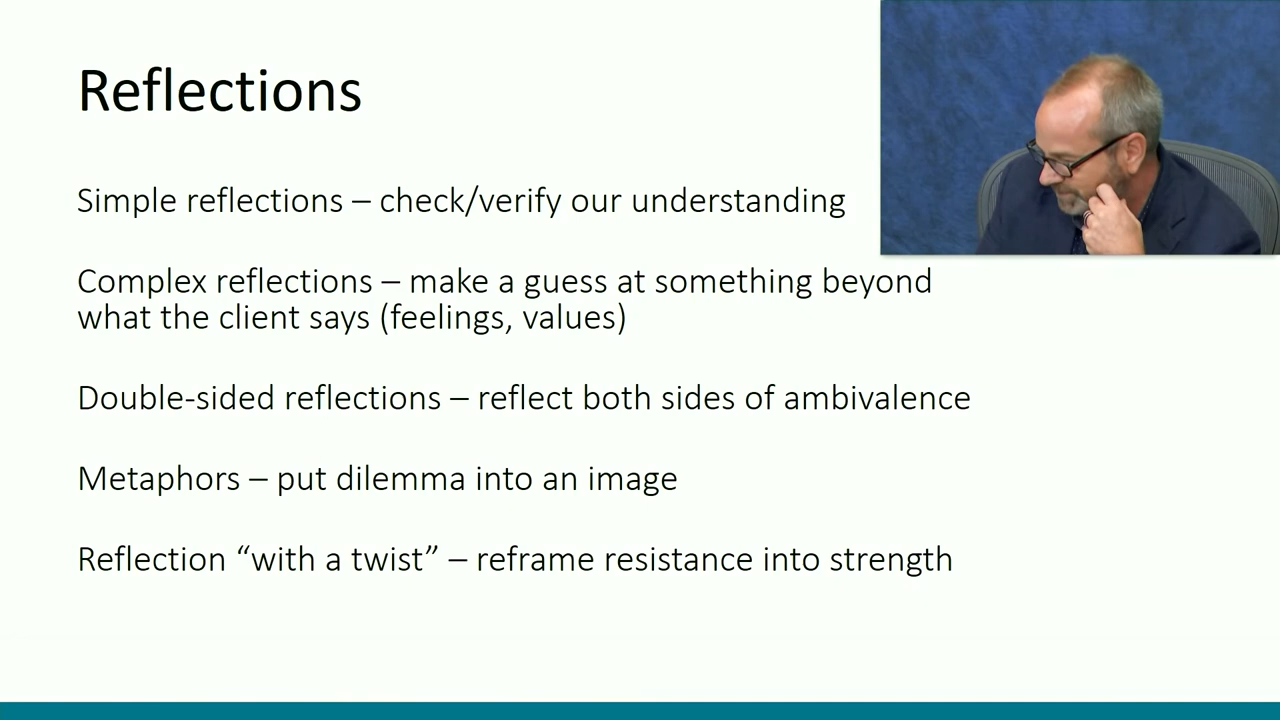 Reflections
Simple reflections – check/verify our understanding
Complex reflections – make a guess at something beyond
what the client says (feelings, values)
Double-sided reflections – reflect both sides of ambivalence
Metaphors – put dilemma into an image
Reflection “with a twist” – reframe resistance into strength